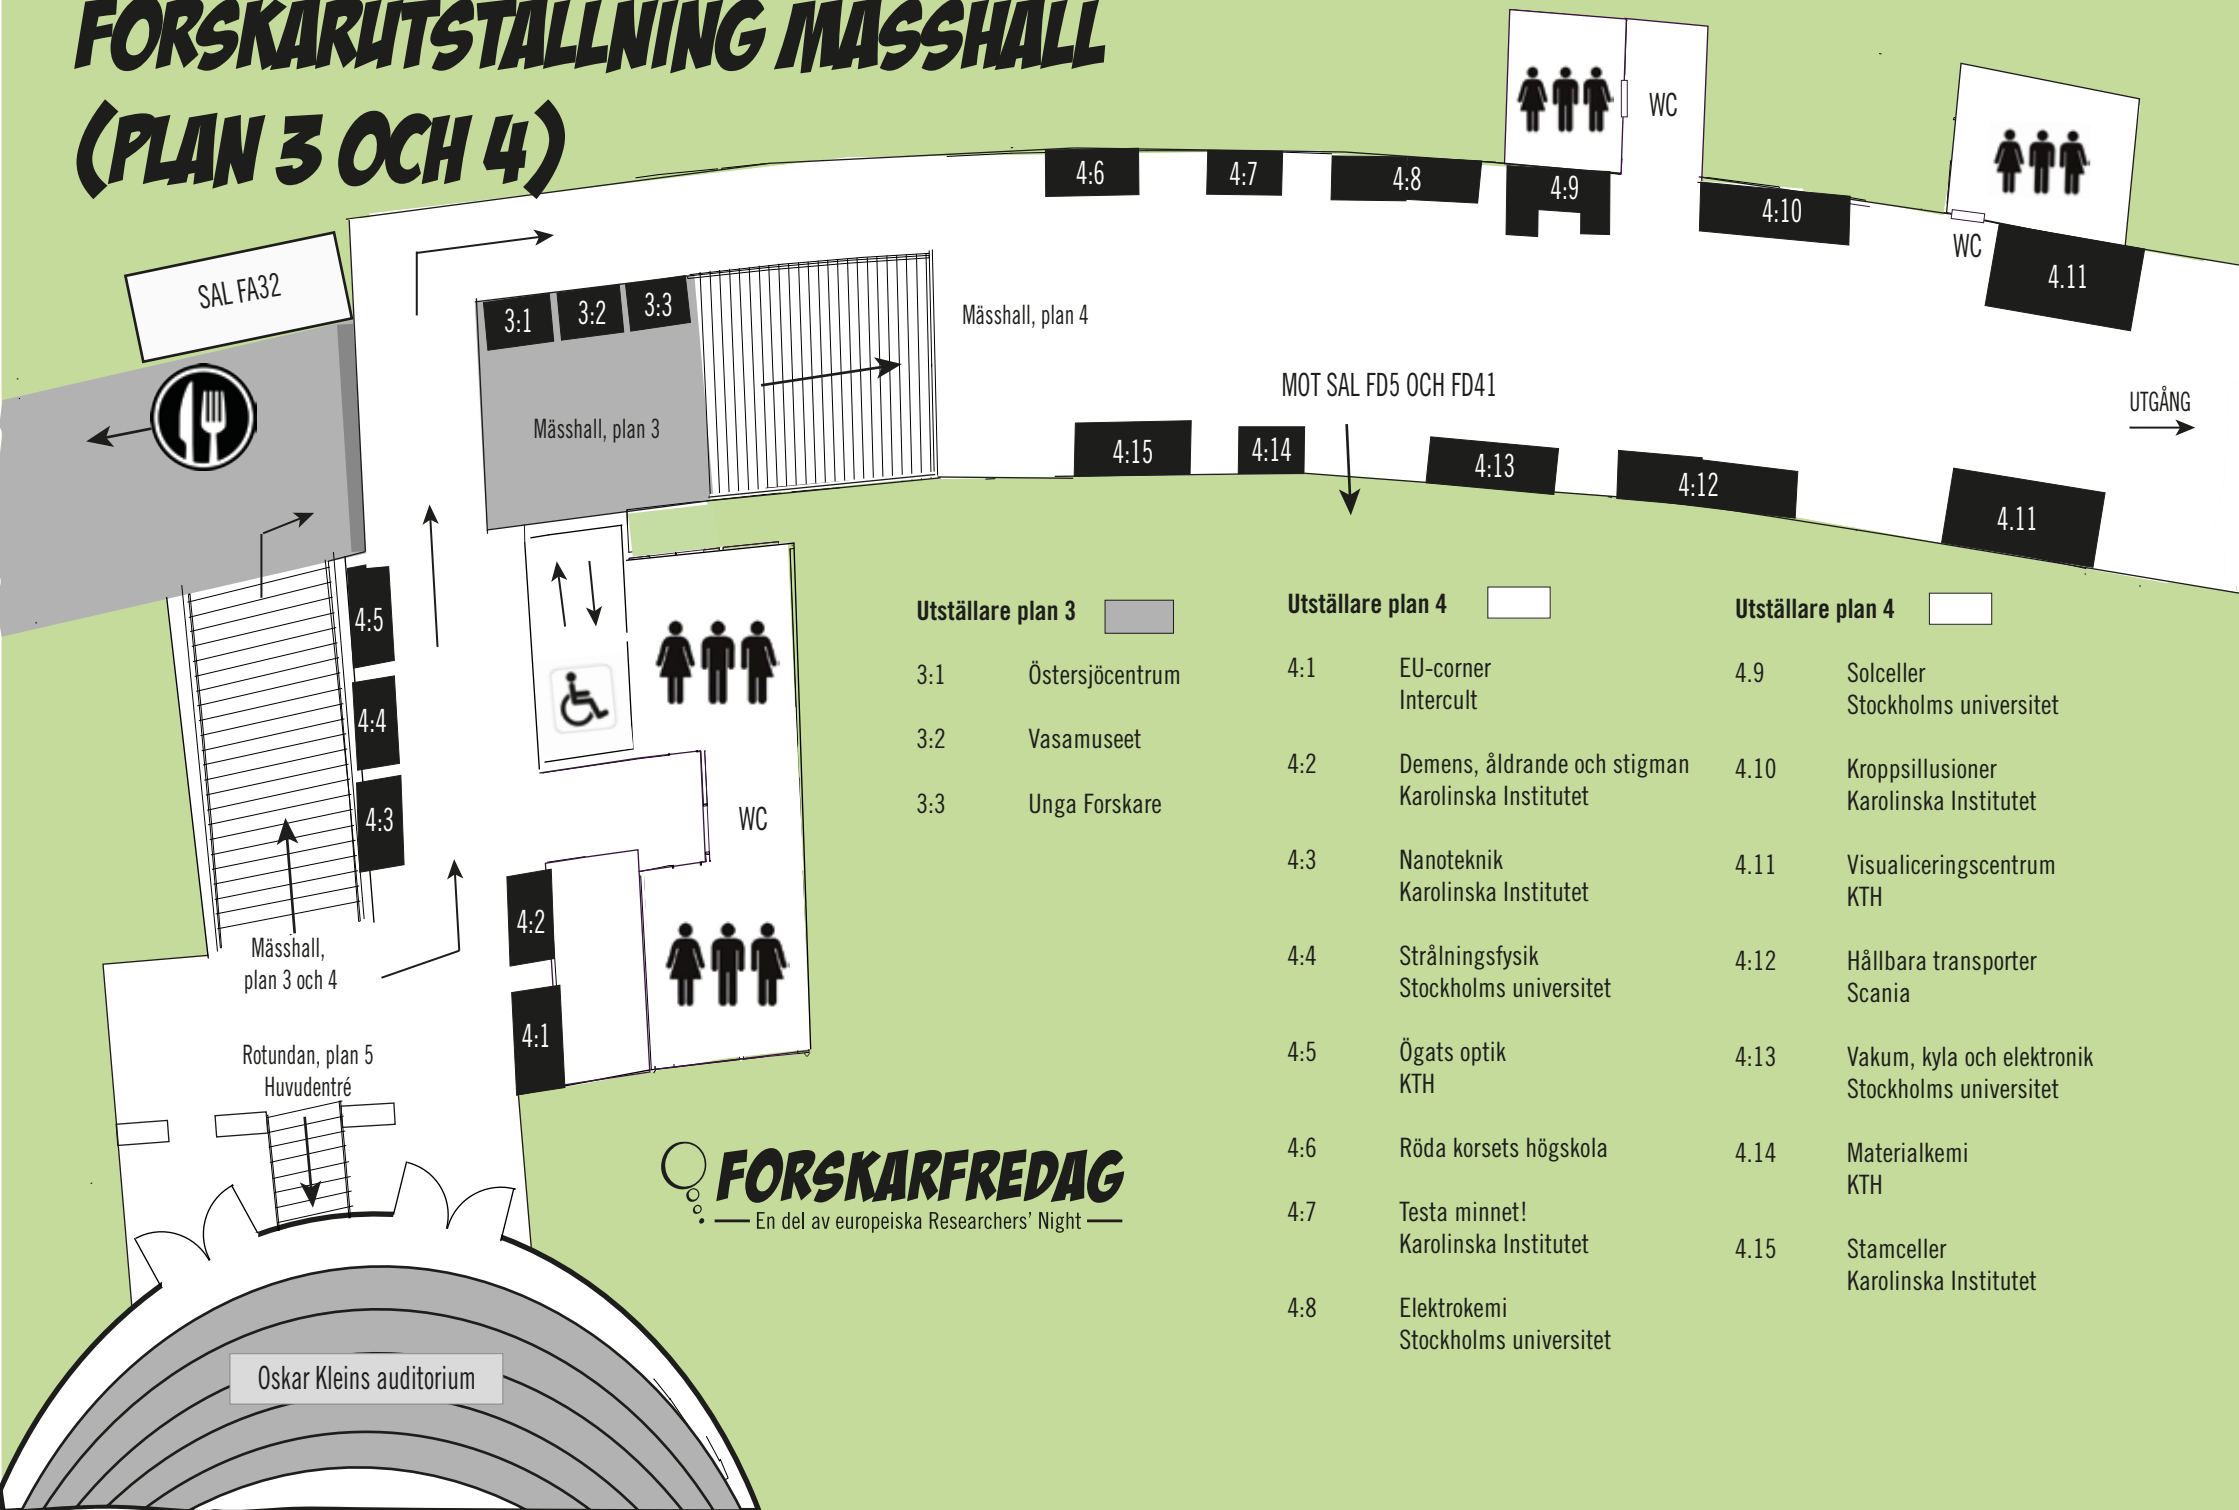 FORSKARUTSTÄLLNING MÄSSHALL
(PLAN 3 OCH 4)
SAL FA32
3:1
3:2
3:3
Mässhall, plan 3
Mässhall, plan 4
4:6
4:7
4:8
4:9
WC
4:10
WC
4.11
MOT SAL FD5 OCH FD41
UTGÅNG
4:15
4:14
4:13
4:12
4.11
4:5
4:4
4:3
4:2
4:1
WC
Mässhall,
plan 3 och 4
Rotundan, plan 5
Huvudentré
Oskar Kleins auditorium
FORSKARFREDAG
En del av europeiska Researchers' Night
Utställare plan 3
3:1 Östersjöcentrum
3:2 Vasamuseet
3:3 Unga Forskare
Utställare plan 4
4:1 EU-corner
Intercult
4:2 Demens, åldrande och stigman
Karolinska Institutet
4:3 Nanoteknik
Karolinska Institutet
4:4 Strålningsfysik
Stockholms universitet
4:5 Ögats optik
KTH
4:6 Röda korsets högskola
4:7 Testa minnet!
Karolinska Institutet
4:8 Elektrokemi
Stockholms universitet
Utställare plan 4
4.9 Solceller
Stockholms universitet
4.10 Kroppsillusioner
Karolinska Institutet
4.11 Visualiceringscentrum
KTH
4:12 Hållbara transporter
Scania
4:13 Vakum, kyla och elektronik
Stockholms universitet
4.14 Materialkemi
KTH
4.15 Stamceller
Karolinska Institutet